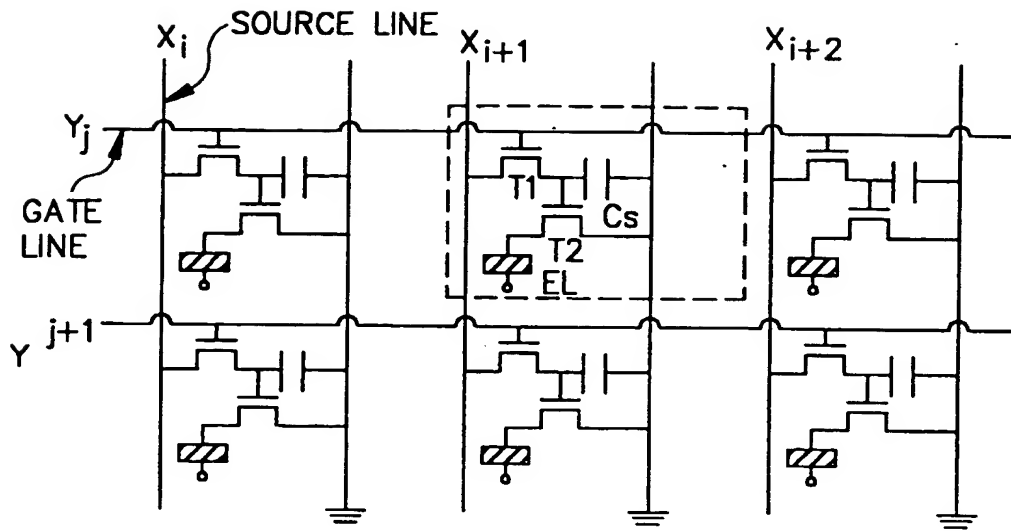 SOURCE LINE
Xi
Xi+1
Xi+2
Yj
GATE
LINE
T1
Cs
T2
EL
Y j+1